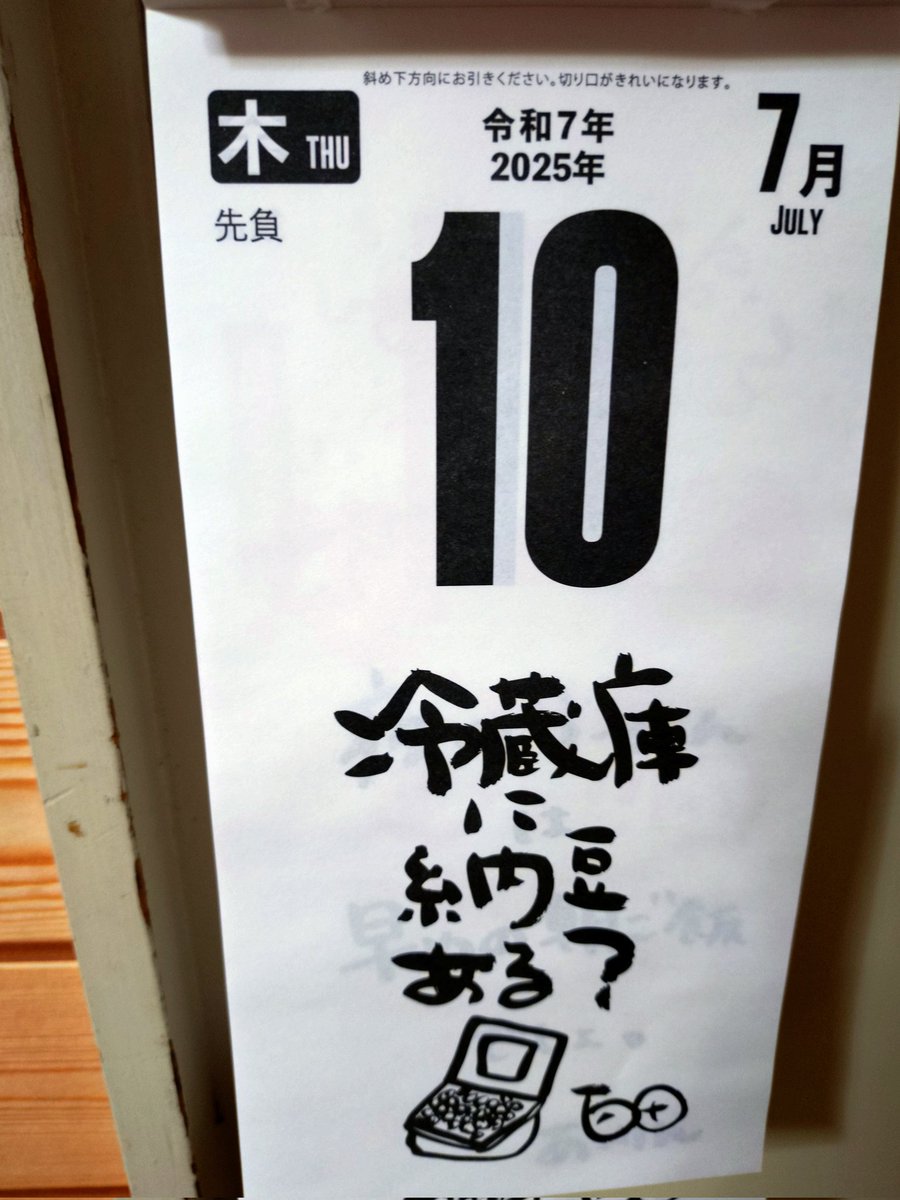 斜め下方向にお引きください。切り口がきれいになります。
木 THU
令和7年
2025年
7月
JULY
先負
10
冷蔵庫
に
納豆
ある？